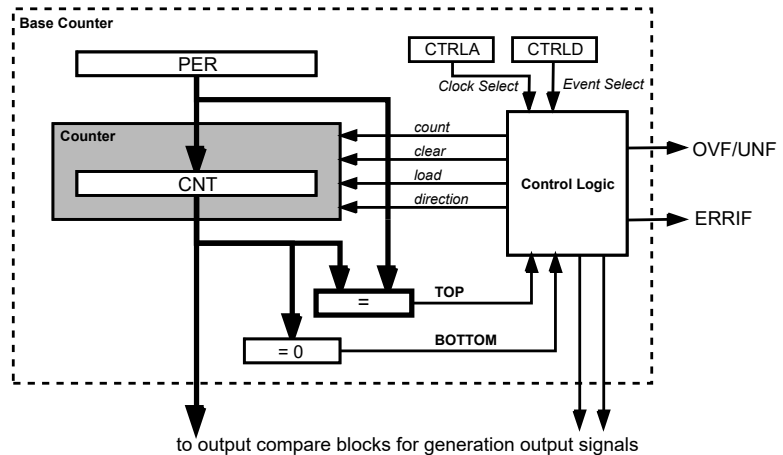 Base Counter
CTRLA
CTRLD
PER
Clock Select
Event Select
Counter
count
clear
OVF/UNF
CNT
load
Control Logic
direction
ERRIF
=
TOP
= 0
BOTTOM
to output compare blocks for generation output signals